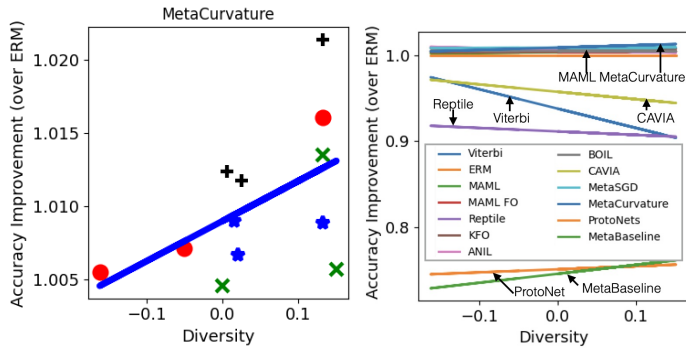 MetaCurvature
Accuracy Improvement (over ERM)
1.020
1.015
1.010
1.005
−0.1
0.0
0.1
Diversity
Accuracy Improvement (over ERM)
1.0
0.9
0.8
MAML MetaCurvature
Reptile
Viterbi
CAVIA
Viterbi
ERM
MAML
MAML FO
Reptile
KFO
ANIL
BOIL
CAVIA
MetaSGD
MetaCurvature
ProtoNets
MetaBaseline
ProtoNet
MetaBaseline
−0.1
0.0
0.1
Diversity